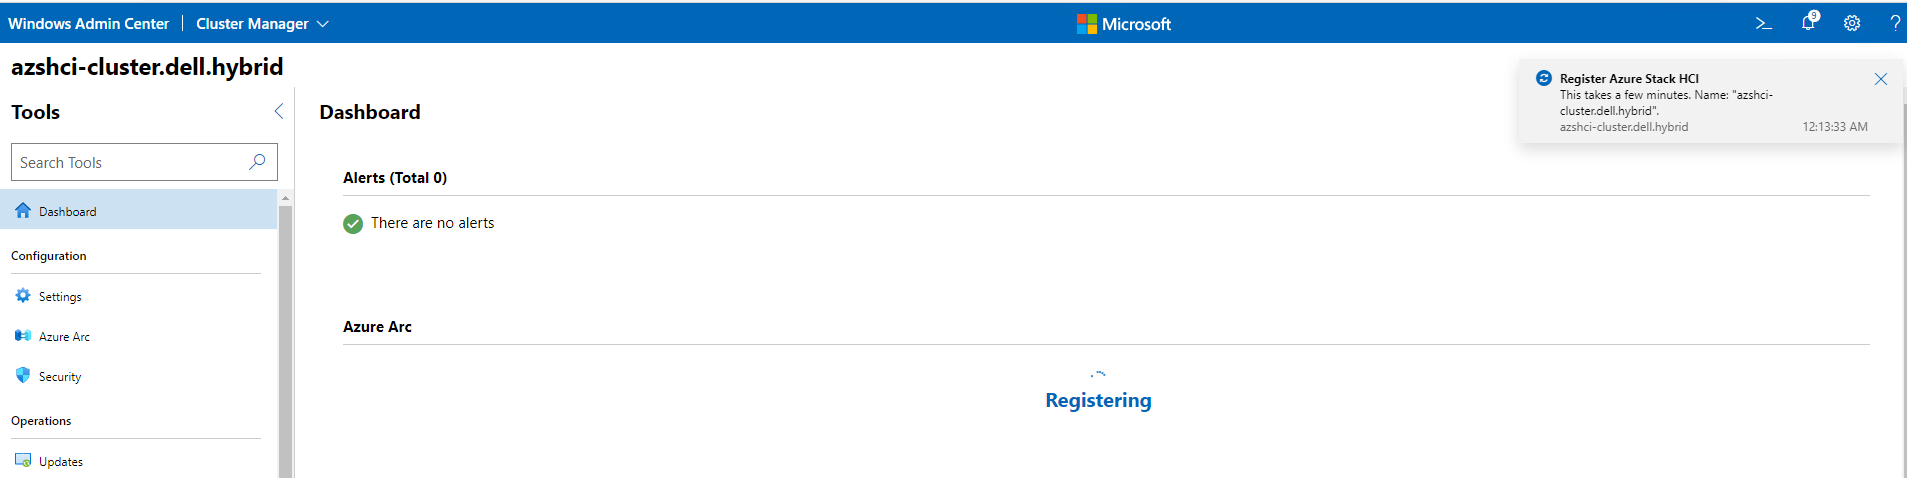 Windows Admin Center
Cluster Manager
Microsoft
9
?
azshci-cluster.dell.hybrid
Tools
Search Tools
Dashboard
Configuration
Settings
Azure Arc
Security
Operations
Updates
Dashboard
Alerts (Total 0)
There are no alerts
Azure Arc
Registering
Register Azure Stack HCI
This takes a few minutes. Name: "azshci-
cluster.dell.hybrid".
azshci-cluster.dell.hybrid 12:13:33 AM